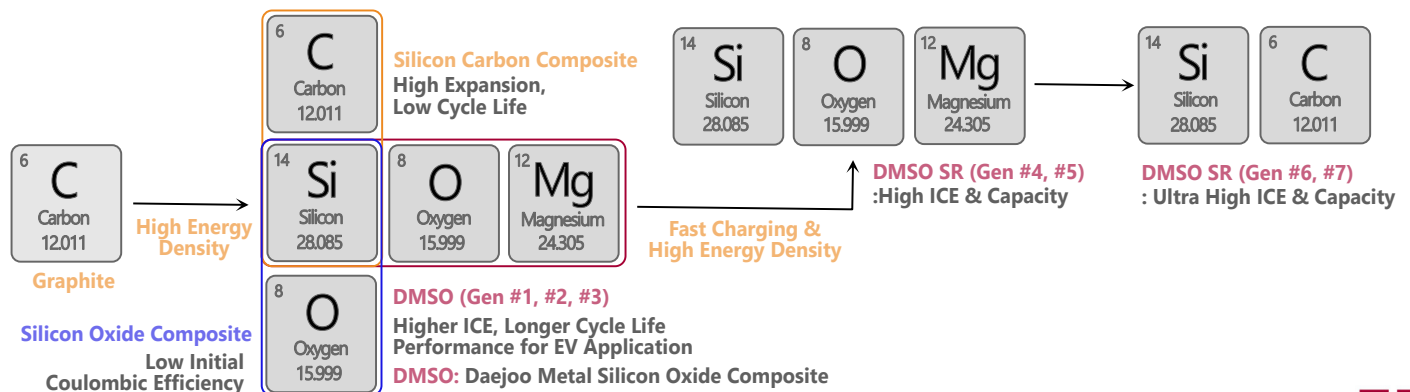 6
C
Carbon
12.011
Graphite
High Energy
Density
6
C
Carbon
12.011
Silicon Carbon Composite
High Expansion,
Low Cycle Life
14
Si
Silicon
28.085
8
O
Oxygen
15.999
12
Mg
Magnesium
24.305
8
O
Oxygen
15.999
Silicon Oxide Composite
Low Initial
Coulombic Efficiency
DMSO (Gen #1, #2, #3)
Higher ICE, Longer Cycle Life
Performance for EV Application
DMSO: Daejoo Metal Silicon Oxide Composite
Fast Charging &
High Energy Density
14
Si
Silicon
28.085
8
O
Oxygen
15.999
12
Mg
Magnesium
24.305
DMSO SR (Gen #4, #5)
:High ICE & Capacity
14
Si
Silicon
28.085
6
C
Carbon
12.011
DMSO SR (Gen #6, #7)
: Ultra High ICE & Capacity